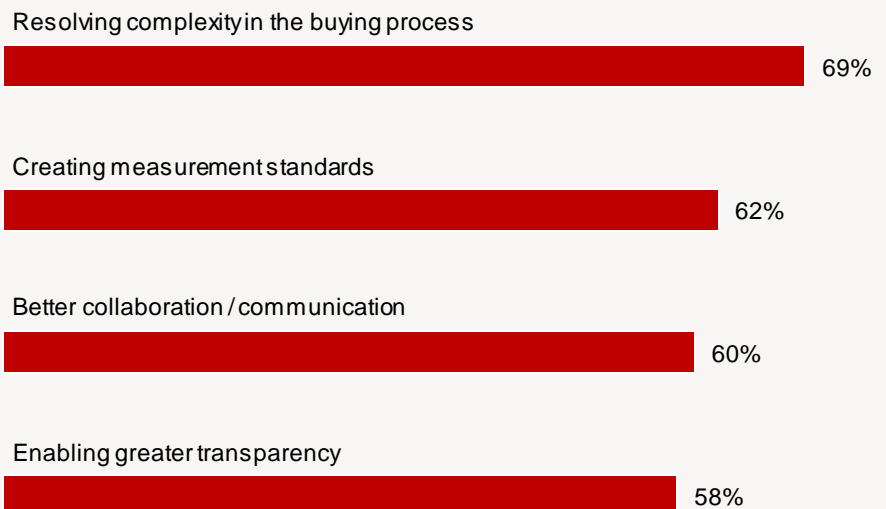 Resolving complexity in the buying process
69%
Creating measurement standards
62%
Better collaboration / communication
60%
Enabling greater transparency
58%